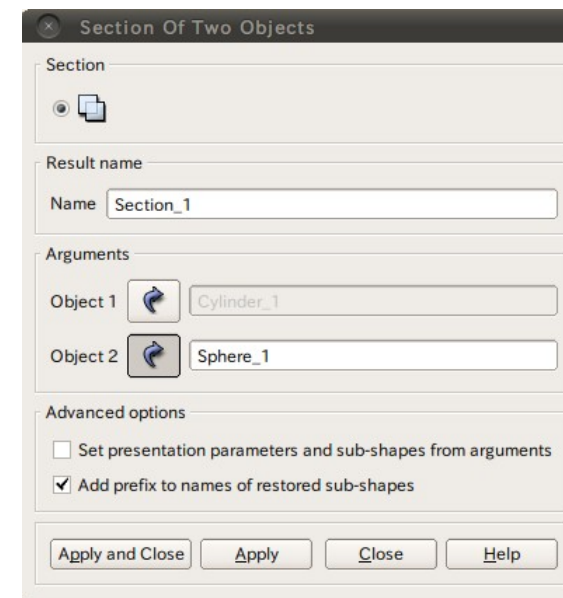 Section Of Two Objects
Section
Result name
Name Section_1
Arguments
Object 1 Cylinder_1
Object 2 Sphere_1
Advanced options
Set presentation parameters and sub-shapes from arguments
Add prefix to names of restored sub-shapes
Apply and Close Apply Close Help